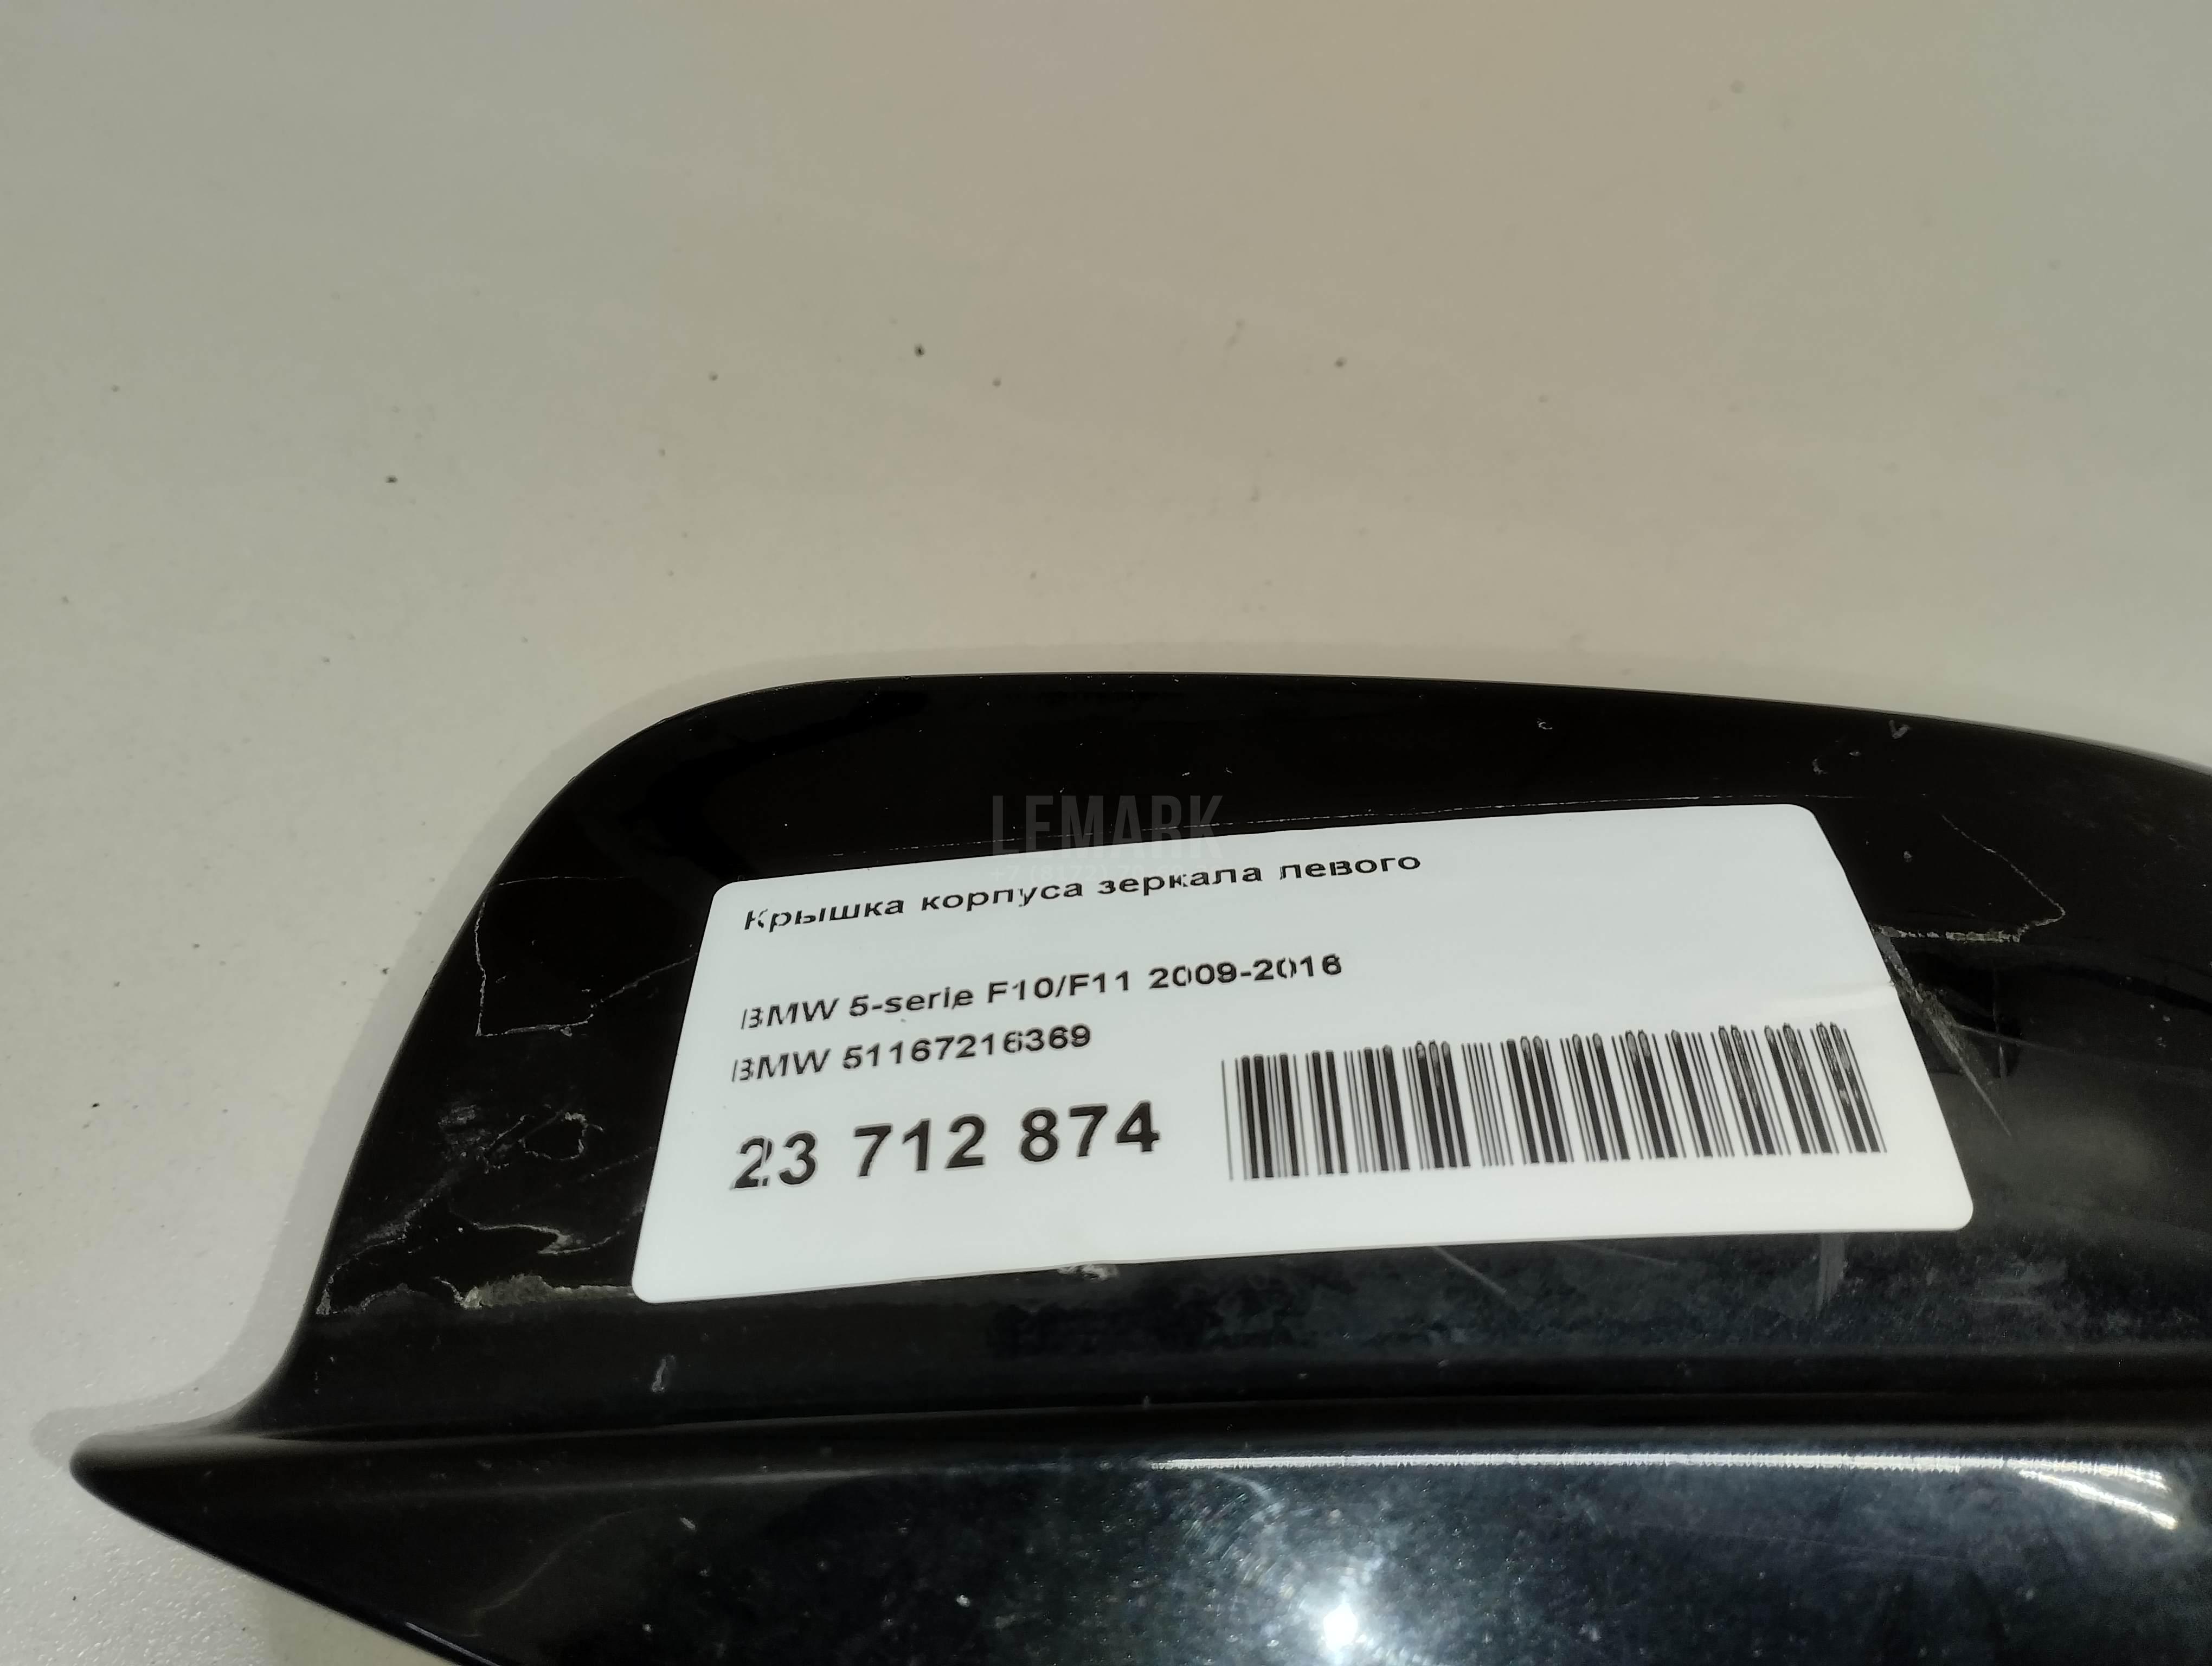 LEMARK
Крышка корпуса зеркала левого
BMW 5-serie F10/F11 2009-2016
BMW 51167216369
23 712 874